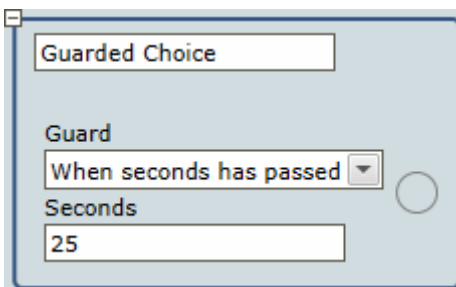 Guarded Choice
Guard
When seconds has passed
Seconds
25